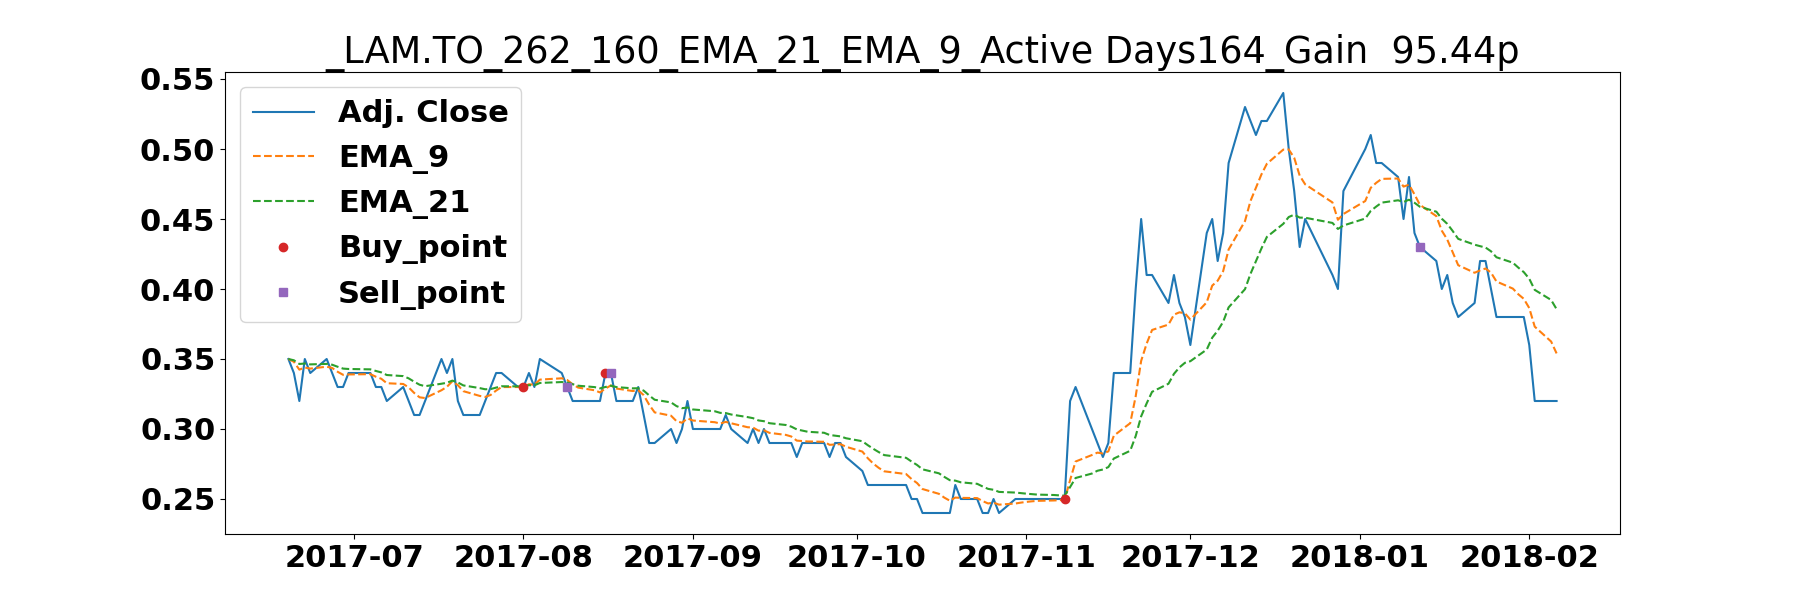 _LAM.TO_262_160_EMA_21_EMA_9_Active Days164_Gain  95.44p
0.55
0.50
0.45
0.40
0.35
0.30
0.25
Adj. Close
EMA_9
EMA_21
Buy_point
Sell_point
2017-07 2017-08 2017-09 2017-10 2017-11 2017-12 2018-01 2018-02